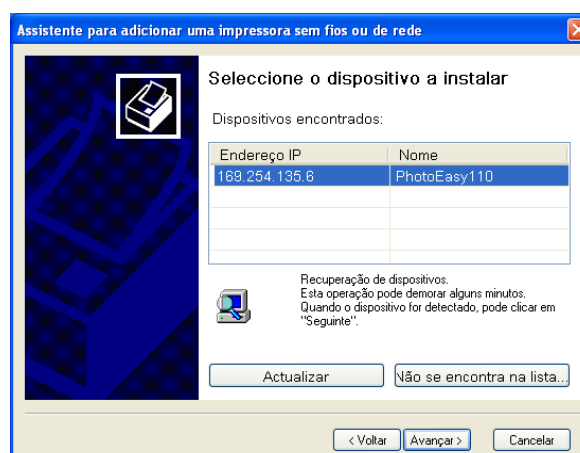 Assistente para adicionar uma impressora sem fios ou de rede
Seleccione o dispositivo a instalar
Dispositivos encontrados:
Endereço IP Nome
169.254.135.6 PhotoEasy110
Recuperação de dispositivos.
Esta operação pode demorar alguns minutos.
Quando o dispositivo for detectado, pode clicar em
"Seguinte".
Actualizar Não se encontra na lista...
< Voltar Avançar > Cancelar